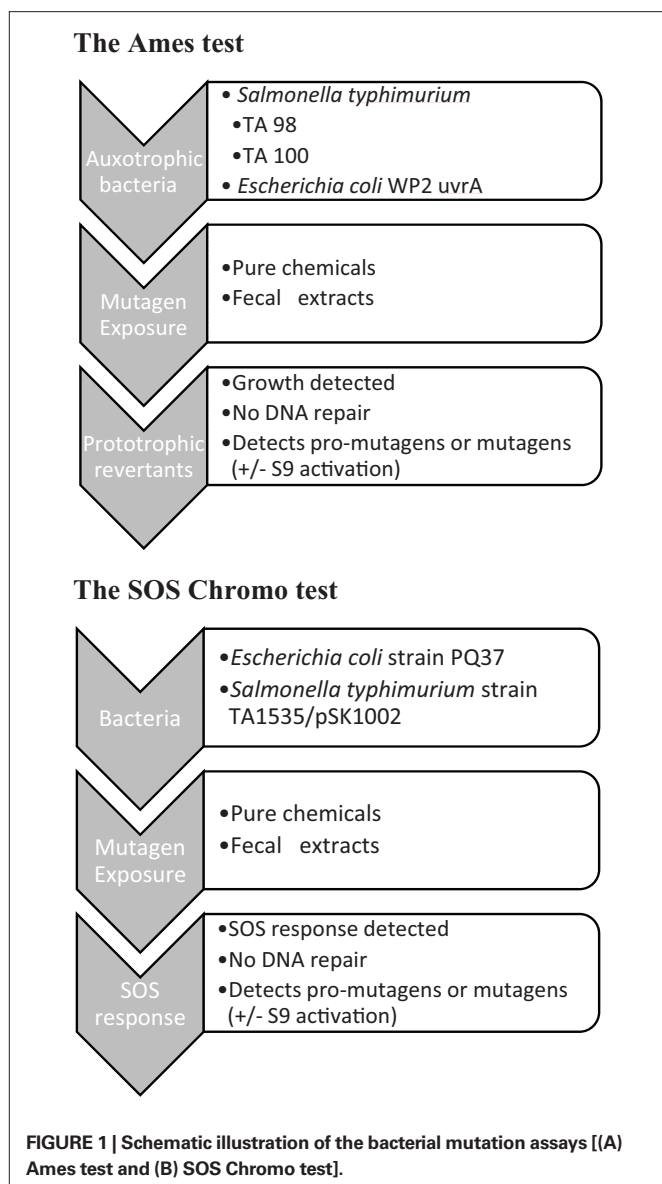 The Ames test
Auxotrophic
bacteria
• Salmonella typhimurium
•TA 98
•TA 100
• Escherichia coli WP2 uvrA
Mutagen
Exposure
•Pure chemicals
•Fecal extracts
Prototrophic
revertants
•Growth detected
•No DNA repair
•Detects pro-mutagens or mutagens
(+/- S9 activation)
The SOS Chromo test
Bacteria
•Escherichia coli strain PQ37
•Salmonella typhimurium strain
TA1535/pSK1002
Mutagen
Exposure
•Pure chemicals
•Fecal extracts
SOS
response
•SOS response detected
•No DNA repair
•Detects pro-mutagens or mutagens
(+/- S9 activation)
FIGURE 1 | Schematic illustration of the bacterial mutation assays [(A)
Ames test and (B) SOS Chromo test].